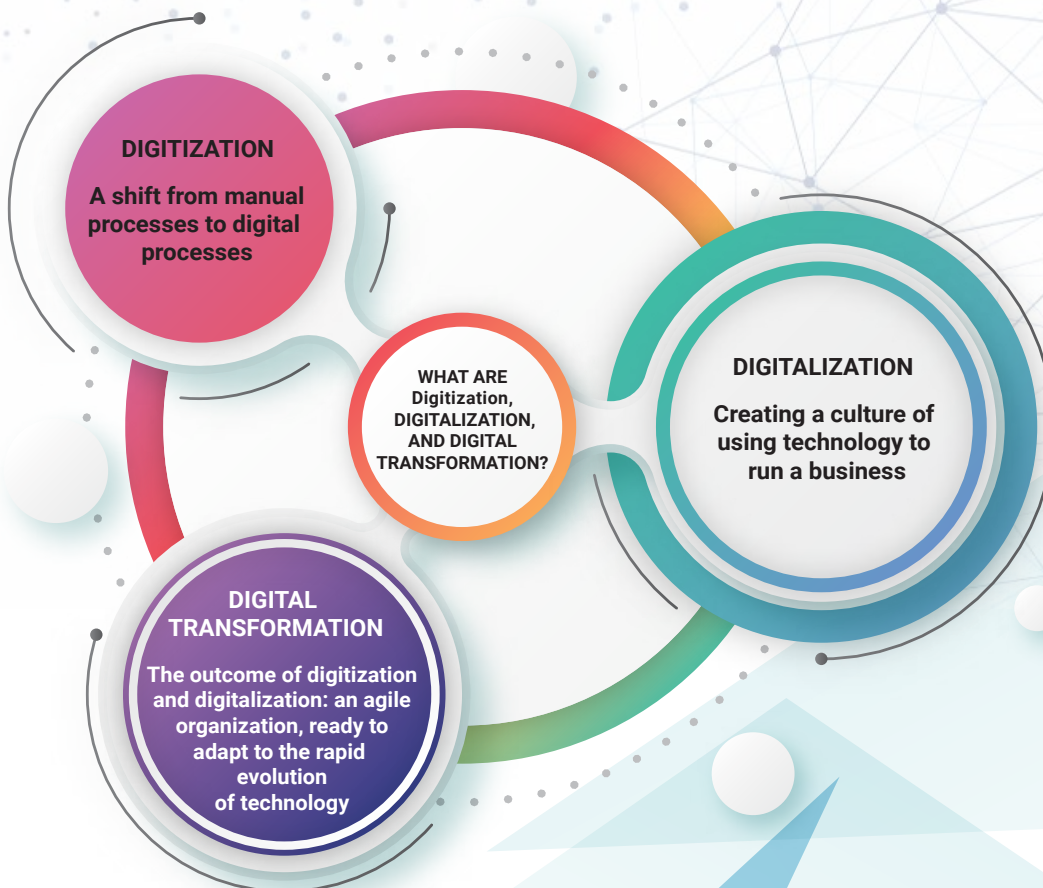 DIGITIZATION
A shift from manual
processes to digital
processes
WHAT ARE
Digitization,
DIGITALIZATION,
AND DIGITAL
TRANSFORMATION?
DIGITALIZATION
Creating a culture of
using technology to
run a business
DIGITAL
TRANSFORMATION
The outcome of digitization
and digitalization: an agile
organization, ready to
adapt to the rapid
evolution
of technology